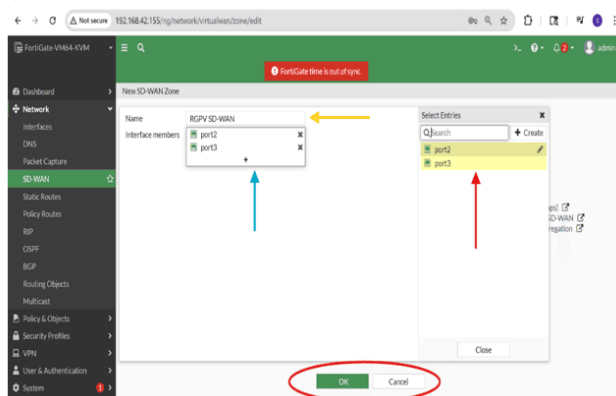 Not secure 192.168.42.155/ng/network/virtualwan/zone/edit
FortiGate-VM64-KVM
admin
2
FortiGate time is out of sync.
Dashboard
Network
Interfaces
DNS
Packet Capture
SD-WAN
Static Routes
Policy Routes
RIP
OSPF
BGP
Routing Objects
Multicast
Policy & Objects
Security Profiles
VPN
User & Authentication
System 1
New SD-WAN Zone
Name RGPV SD-WAN
Interface members port2
port3
Select Entries
Search + Create
port2
port3
Close
SD-WAN
OK Cancel